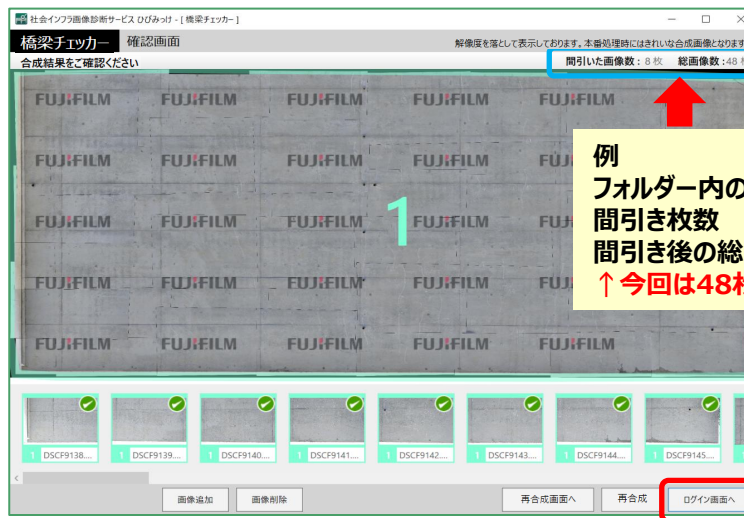 社会インフラ画像診断サービス ひびみっけ - [ 橋梁チェッカー ]
橋梁チェッカー 確認画面
解像度を落として表示しております。本番処理時にはきれいな合成画像となります
合成結果をご確認ください
間引いた画像数：8 枚 総画像数：48
FUJIFILM FUJIFILM FUJIFILM FUJIFILM FUJIFILM
FUJIFILM FUJIFILM FUJIFILM FUJIFILM FUJI
FUJIFILM FUJIFILM FUJIFILM FUJIFILM FUJI
FUJIFILM FUJIFILM FUJIFILM FUJIFILM FUJI
FUJIFILM FUJIFILM FUJIFILM FUJIFILM FUJIFILM
1
例
フォルダー内の
間引き枚数
間引き後の総
↑今回は48枚
1 DSCF9138.... 1 DSCF9139.... 1 DSCF9140.... 1 DSCF9141.... 1 DSCF9142.... 1 DSCF9143.... 1 DSCF9144.... 1 DSCF9145....
画像追加 画像削除 再合成画面へ 再合成 ログイン画面へ